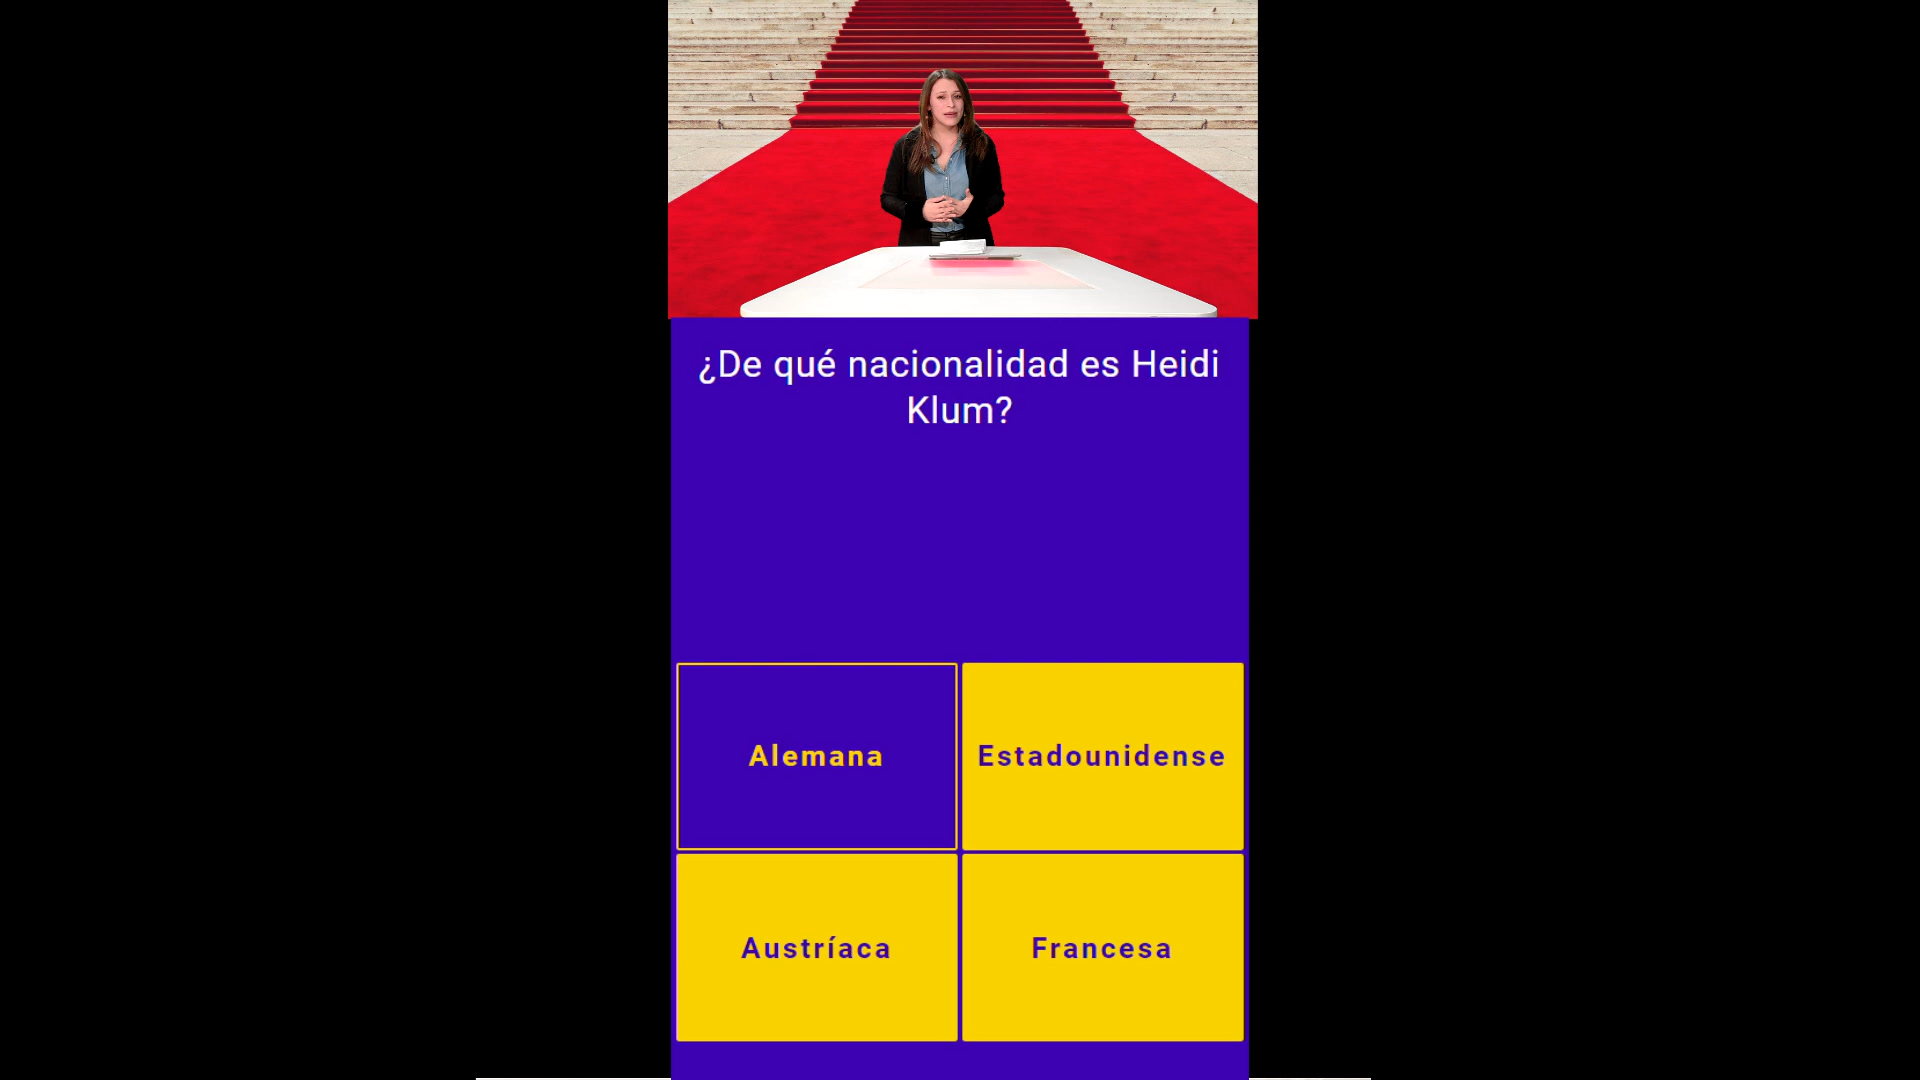 ¿De qué nacionalidad es Heidi
Klum?
Alemana
Estadounidense
Austríaca
Francesa